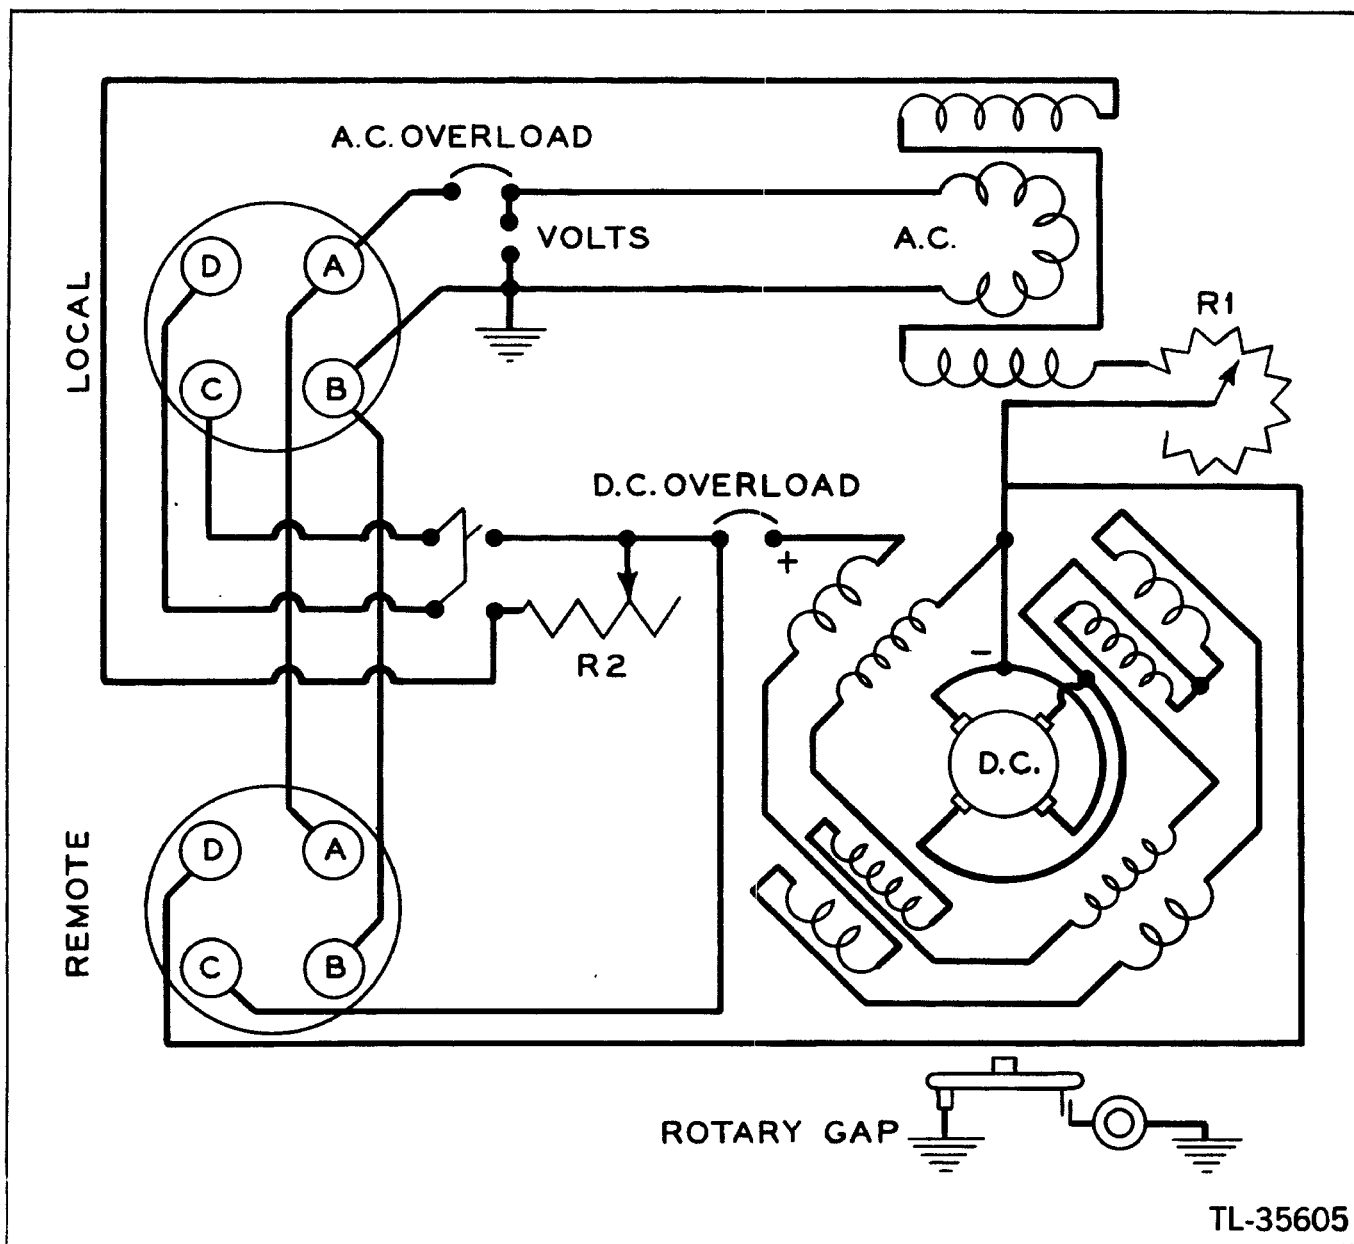 A.C. OVERLOAD
VOLTS
A.C.
R1
LOCAL
D
A
C
B
D.C. OVERLOAD
+
R2
−
D.C.
REMOTE
D
A
C
B
ROTARY GAP
TL-35605